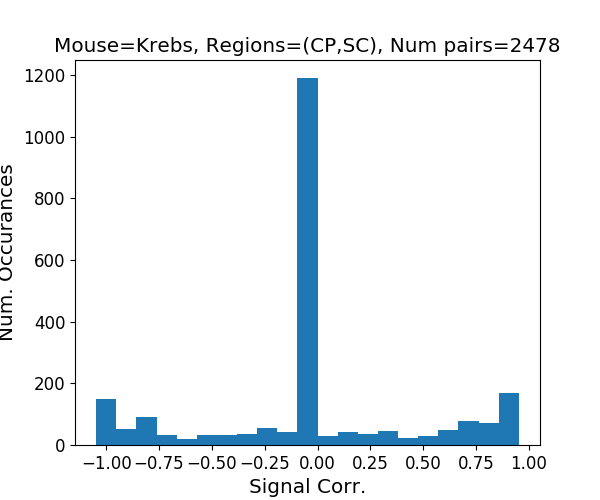 Mouse=Krebs, Regions=(CP,SC), Num pairs=2478
1200
1000
800
600
400
200
0
Num. Occurances
−1.00 −0.75 −0.50 −0.25 0.00 0.25 0.50 0.75 1.00
Signal Corr.